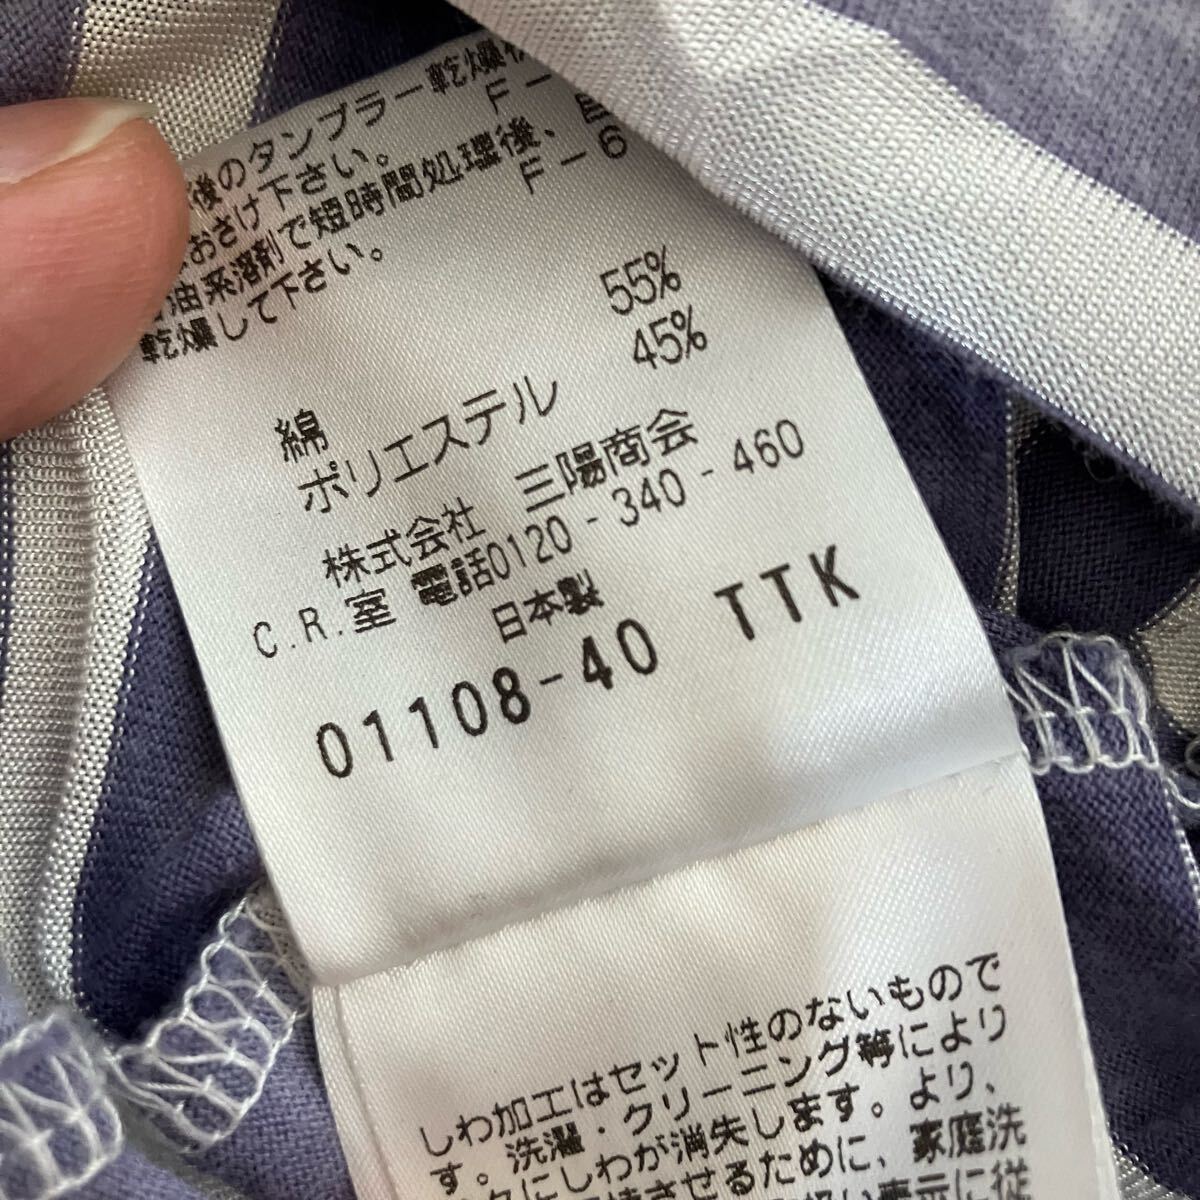 後のタンブラー乾燥
F-
おさけ下さい。
油系溶剤で短時間処理後、
乾燥して下さい。
F-6
綿 55%
ポリエステル 45%
株式会社 三陽商会
C.R.室 電話0120-340-460
日本製
01108-40 TTK
しわ加工はセット性のないもので
す。洗濯・クリーニング等により
にしわが消失します。より、
させるために、家庭洗
表示に従